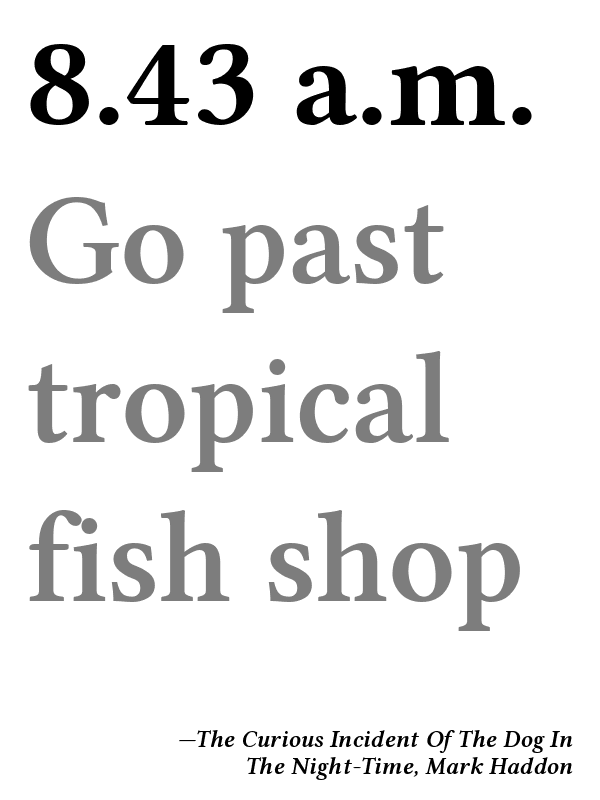 8.43 a.m.
Go past
tropical
fish shop
—The Curious Incident Of The Dog In
The Night-Time, Mark Haddon